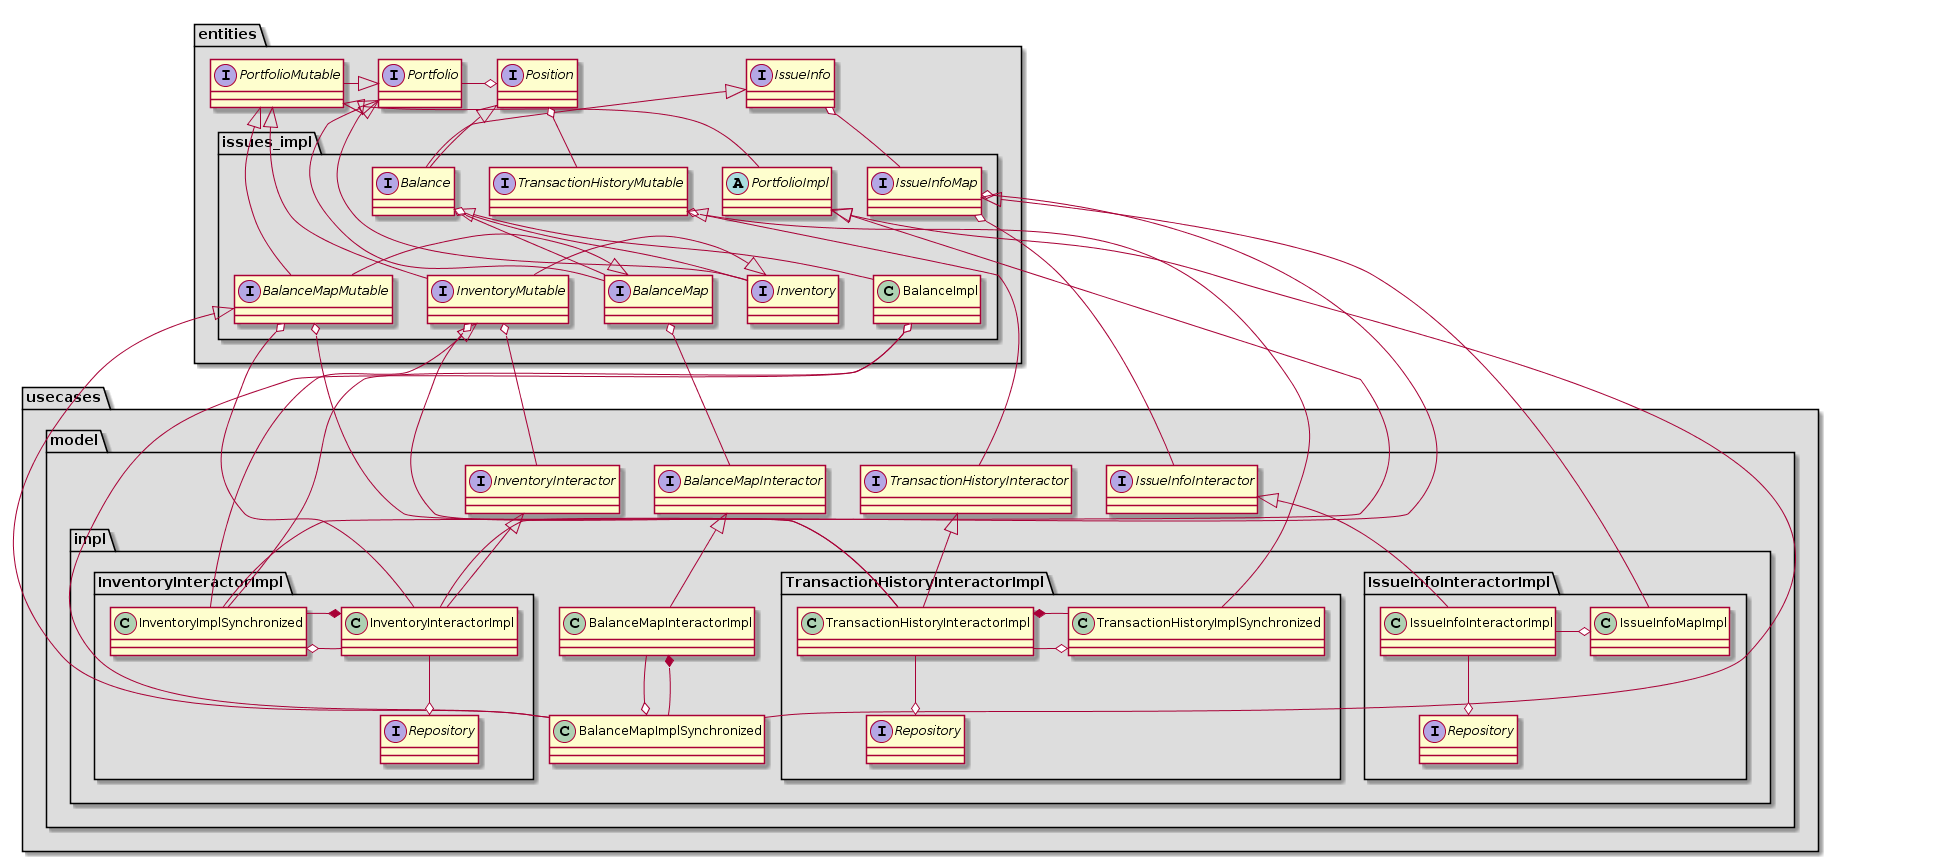 entities
I PortfolioMutable
I Portfolio
I Position
I IssueInfo
issues_impl
I Balance
I TransactionHistoryMutable
A PortfolioImpl
I IssueInfoMap
I BalanceMapMutable
I InventoryMutable
I BalanceMap
I Inventory
C BalanceImpl
usecases
model
I InventoryInteractor
I BalanceMapInteractor
I TransactionHistoryInteractor
I IssueInfoInteractor
impl
InventoryInteractorImpl
TransactionHistoryInteractorImpl
IssueInfoInteractorImpl
C InventoryImplSynchronized
C InventoryInteractorImpl
C BalanceMapInteractorImpl
C TransactionHistoryInteractorImpl
C TransactionHistoryImplSynchronized
C IssueInfoInteractorImpl
C IssueInfoMapImpl
I Repository
C BalanceMapImplSynchronized
I Repository
I Repository